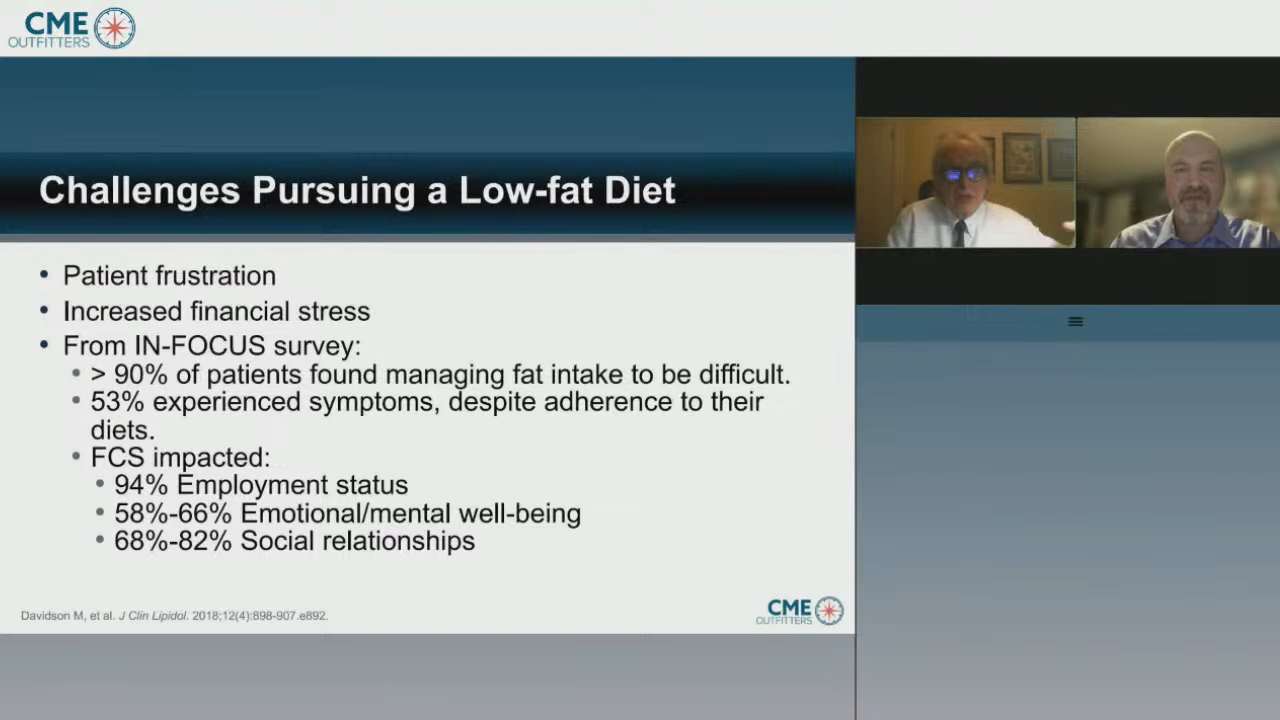 CME
OUTFITTERS
Challenges Pursuing a Low-fat Diet
• Patient frustration
• Increased financial stress
• From IN-FOCUS survey:
• > 90% of patients found managing fat intake to be difficult.
• 53% experienced symptoms, despite adherence to their
diets.
• FCS impacted:
• 94% Employment status
• 58%-66% Emotional/mental well-being
• 68%-82% Social relationships
Davidson M, et al. J Clin Lipidol. 2018;12(4):898-907.e892.
CME
OUTFITTERS